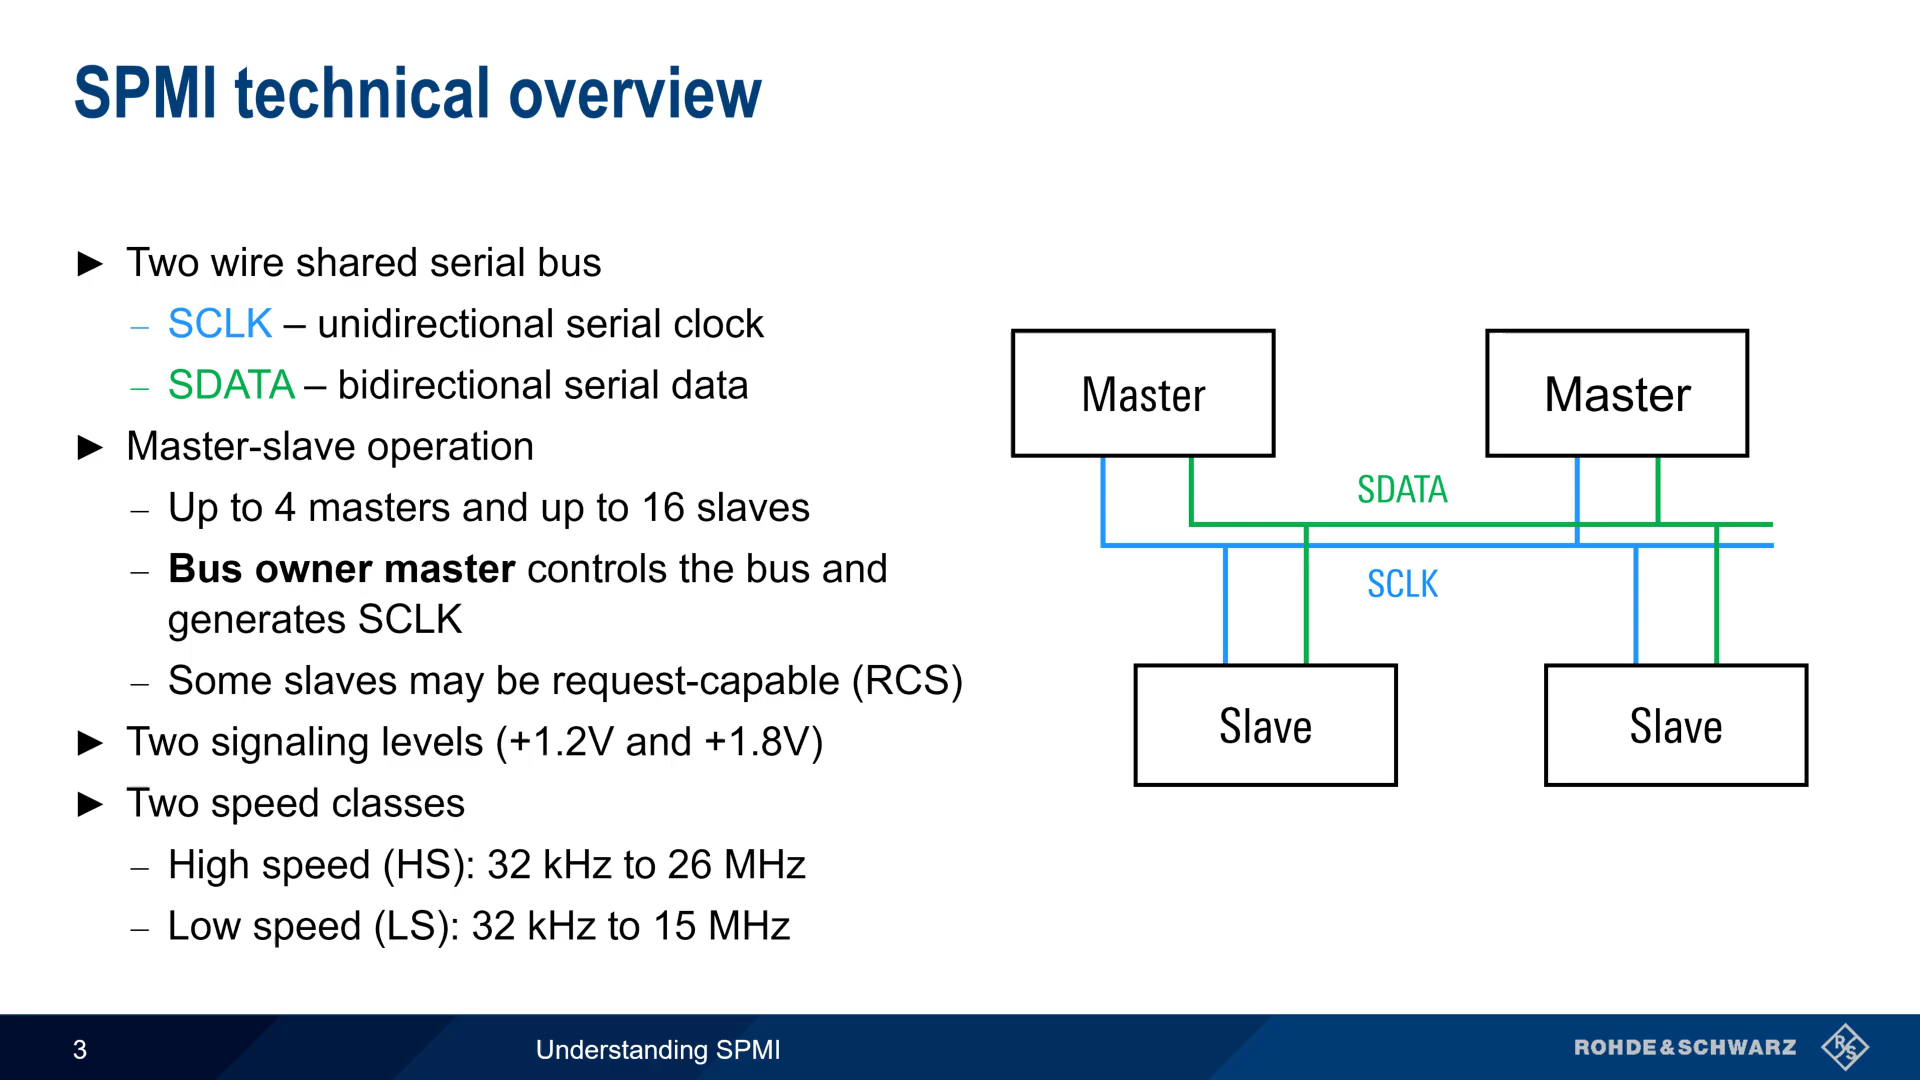 SPMI technical overview
► Two wire shared serial bus
– SCLK – unidirectional serial clock
– SDATA – bidirectional serial data
► Master-slave operation
– Up to 4 masters and up to 16 slaves
– Bus owner master controls the bus and
generates SCLK
– Some slaves may be request-capable (RCS)
► Two signaling levels (+1.2V and +1.8V)
► Two speed classes
– High speed (HS): 32 kHz to 26 MHz
– Low speed (LS): 32 kHz to 15 MHz
Master
Master
SDATA
SCLK
Slave
Slave
3
Understanding SPMI
ROHDE&SCHWARZ
R
S